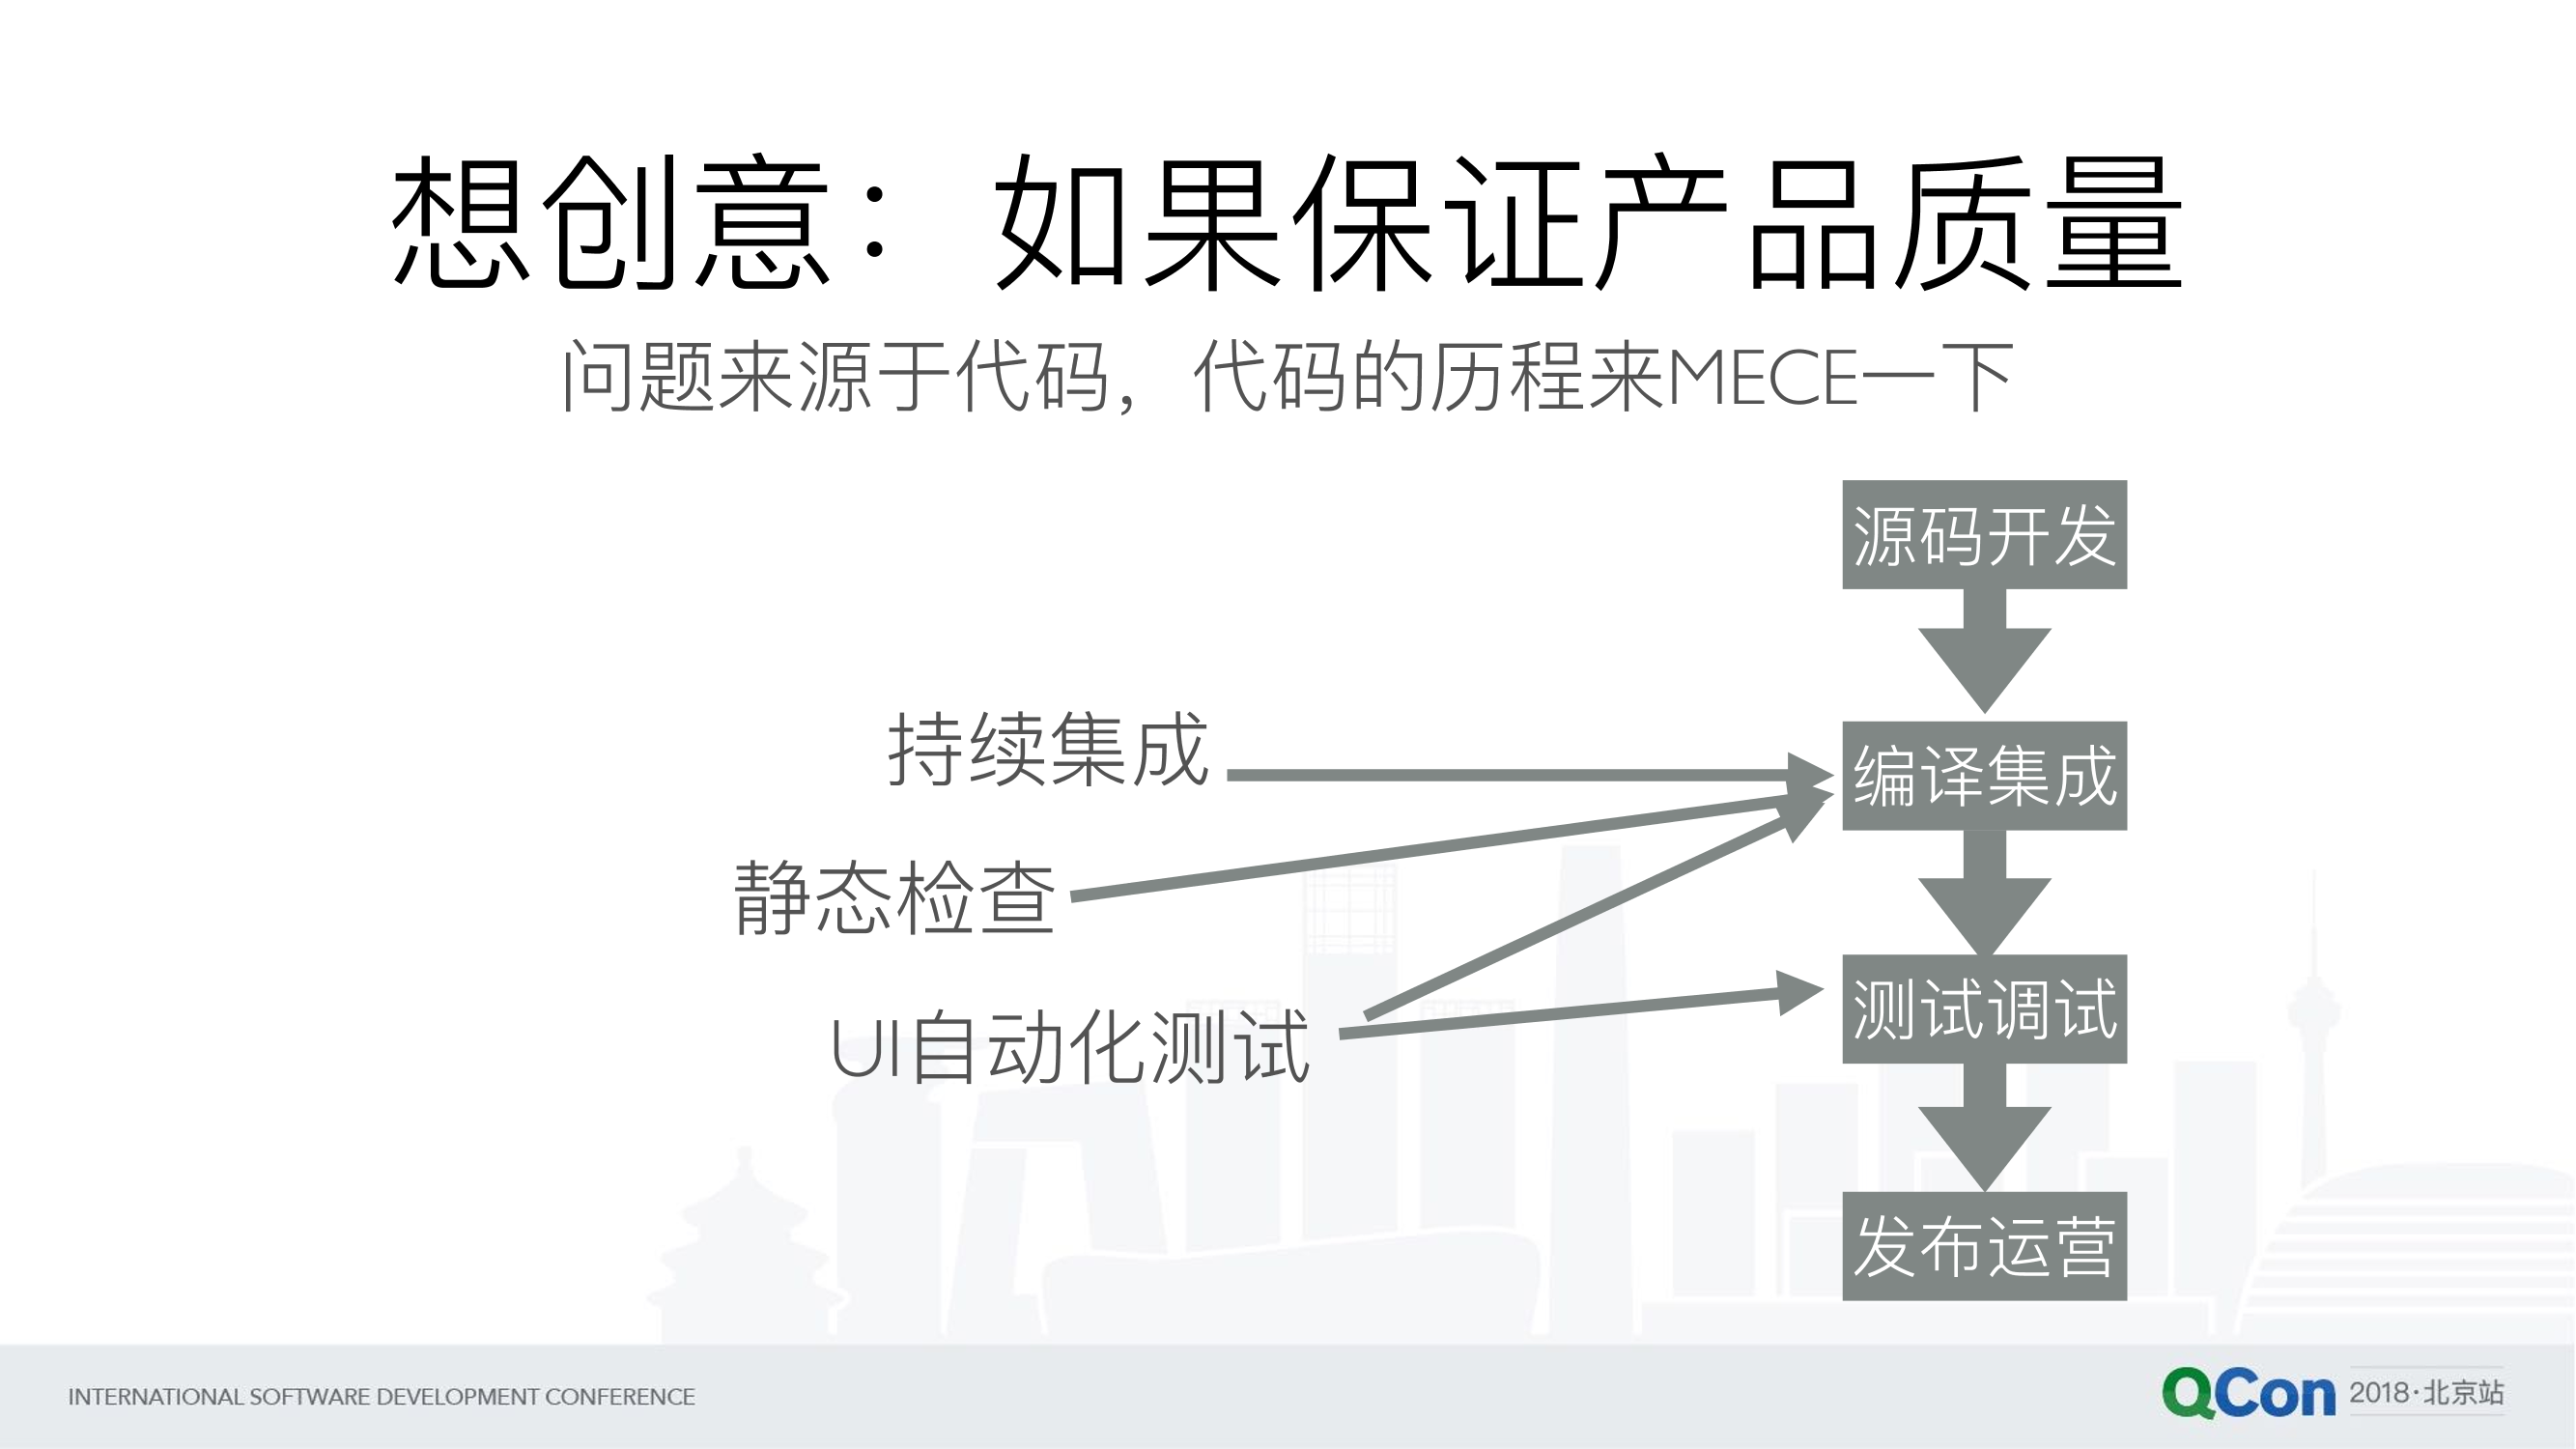 想创意：如果保证产品质量
问题来源于代码，代码的历程来MECE一下
源码开发
持续集成
编译集成
静态检查
测试调试
UI自动化测试
发布运营
INTERNATIONAL SOFTWARE DEVELOPMENT CONFERENCE
QCon 2018·北京站